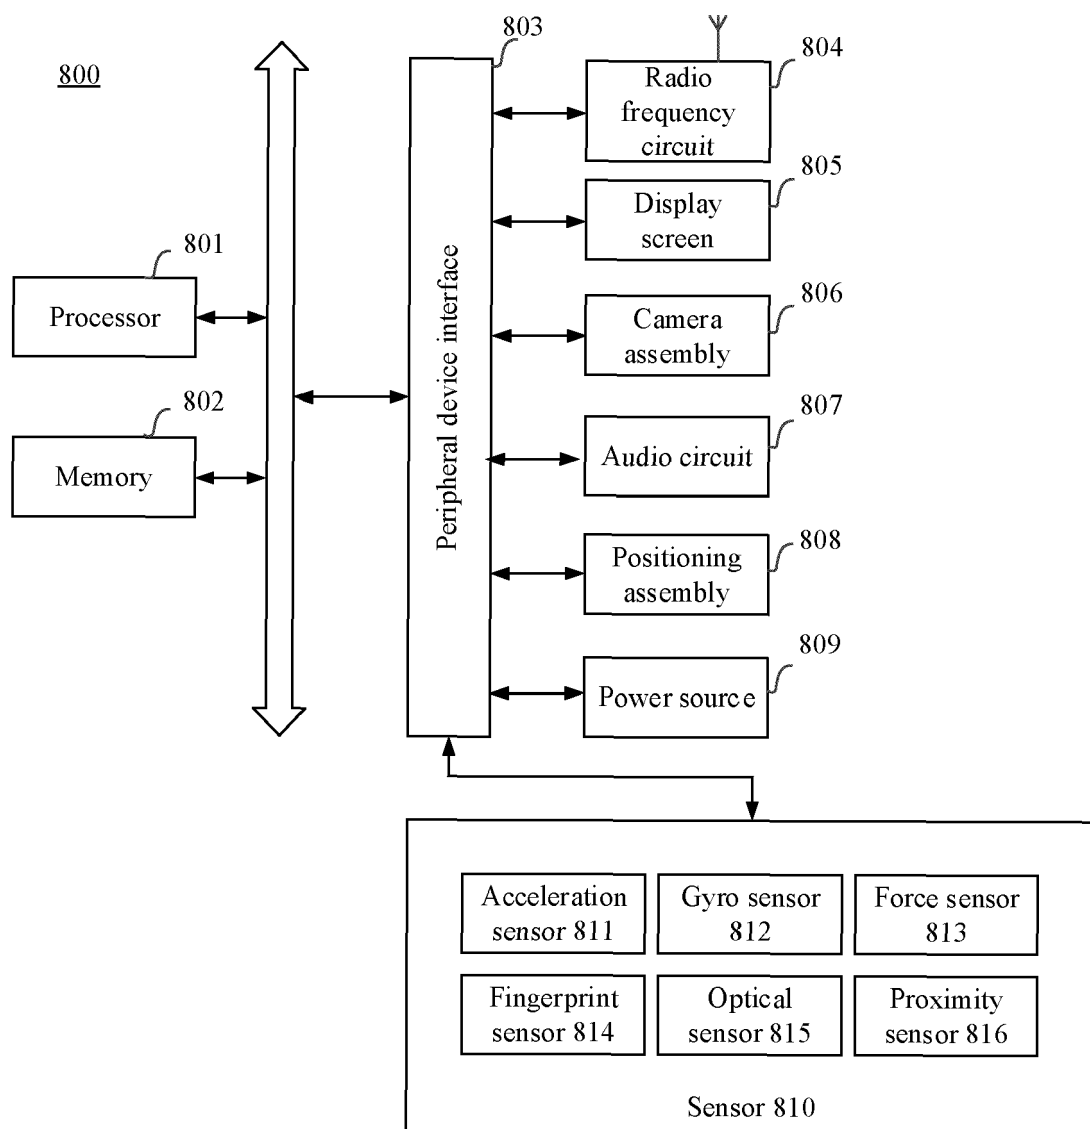 800
803
804
Radio
frequency
circuit
805
Display
screen
801
Processor
806
Camera
assembly
802
Memory
Peripheral device interface
807
Audio circuit
808
Positioning
assembly
809
Power source
Acceleration
sensor 811
Gyro sensor
812
Force sensor
813
Fingerprint
sensor 814
Optical
sensor 815
Proximity
sensor 816
Sensor 810